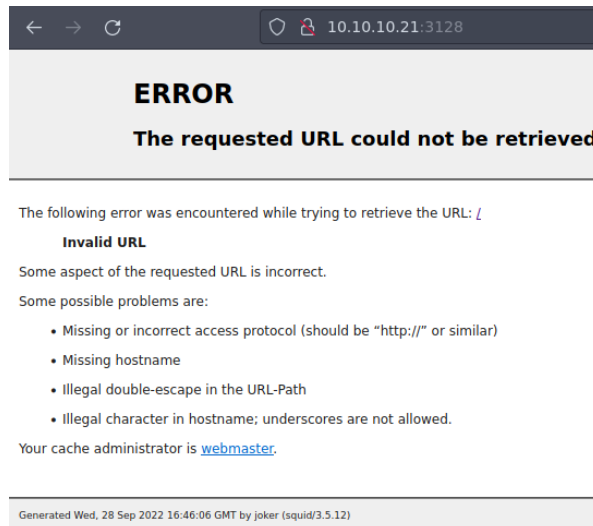 10.10.10.21:3128
ERROR
The requested URL could not be retrieved
The following error was encountered while trying to retrieve the URL: /
Invalid URL
Some aspect of the requested URL is incorrect.
Some possible problems are:
• Missing or incorrect access protocol (should be “http://” or similar)
• Missing hostname
• Illegal double-escape in the URL-Path
• Illegal character in hostname; underscores are not allowed.
Your cache administrator is webmaster.
Generated Wed, 28 Sep 2022 16:46:06 GMT by joker (squid/3.5.12)